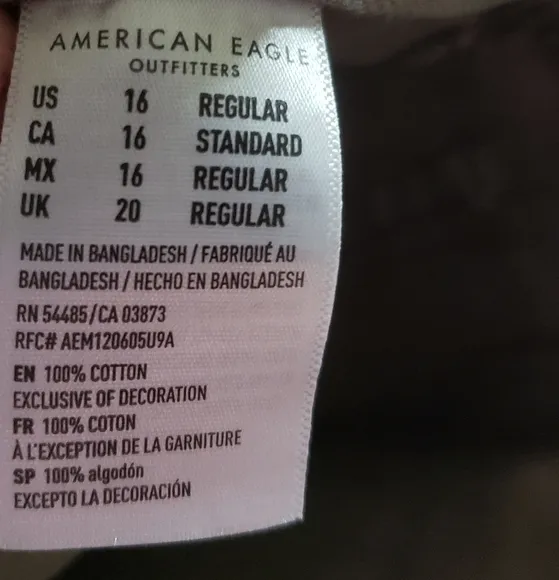 AMERICAN EAGLE
OUTFITTERS
US 16 REGULAR
CA 16 STANDARD
MX 16 REGULAR
UK 20 REGULAR
MADE IN BANGLADESH / FABRIQUÉ AU
BANGLADESH / HECHO EN BANGLADESH
RN 54485/CA 03873
RFC# AEM120605U9A
EN 100% COTTON
EXCLUSIVE OF DECORATION
FR 100% COTON
À L'EXCEPTION DE LA GARNITURE
SP 100% algodón
EXCEPTO LA DECORACIÓN